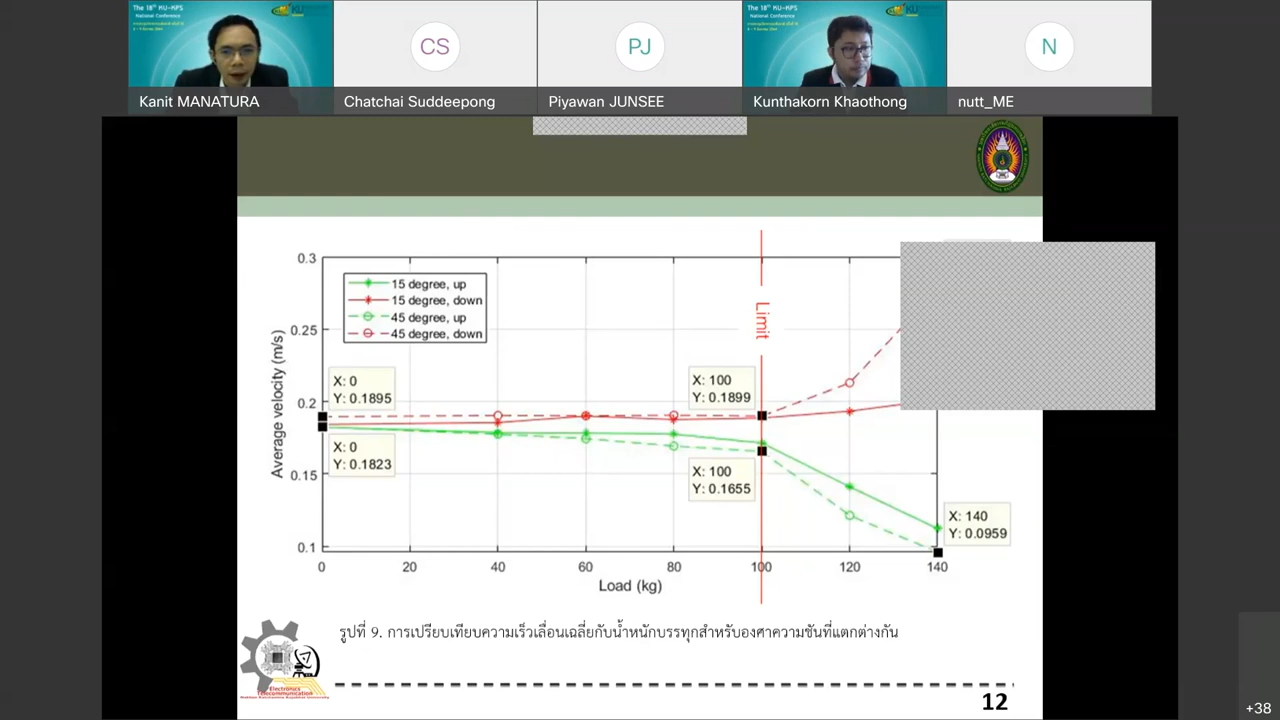 The 18th KU-KPS
National Conference
KU
The 18th KU-KPS
National Conference
KU
CS
PJ
N
Kanit MANATURA
Chatchai Suddeepong
Piyawan JUNSEE
Kunthakorn Khaothong
nutt_ME
0.3
0.25
0.2
0.15
0.1
Average velocity (m/s)
15 degree, up
15 degree, down
45 degree, up
45 degree, down
Limit
X: 0
Y: 0.1895
X: 0
Y: 0.1823
X: 100
Y: 0.1899
X: 100
Y: 0.1655
X: 140
Y: 0.0959
0
20
40
60
80
100
120
140
Load (kg)
รูปที่ 9. การเปรียบเทียบความเร็วเลื่อนเฉลี่ยกับน้ำหนักบรรทุกสำหรับองศาความชันที่แตกต่างกัน
Electronics
Telecommunication
12
+38